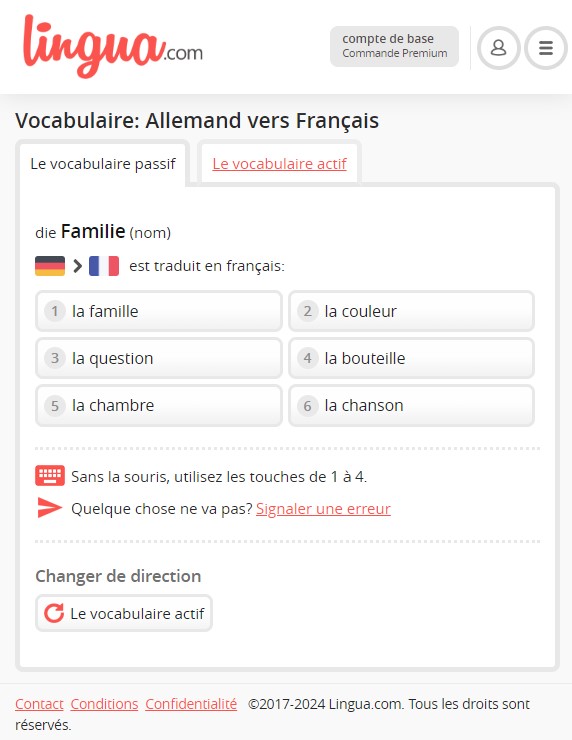 lingua.com
compte de base
Commande Premium
Vocabulaire: Allemand vers Français
Le vocabulaire passif
Le vocabulaire actif
die Familie (nom)
est traduit en français:
1 la famille
2 la couleur
3 la question
4 la bouteille
5 la chambre
6 la chanson
Sans la souris, utilisez les touches de 1 à 4.
Quelque chose ne va pas? Signaler une erreur
Changer de direction
Le vocabulaire actif
Contact Conditions Confidentialité ©2017-2024 Lingua.com. Tous les droits sont
réservés.